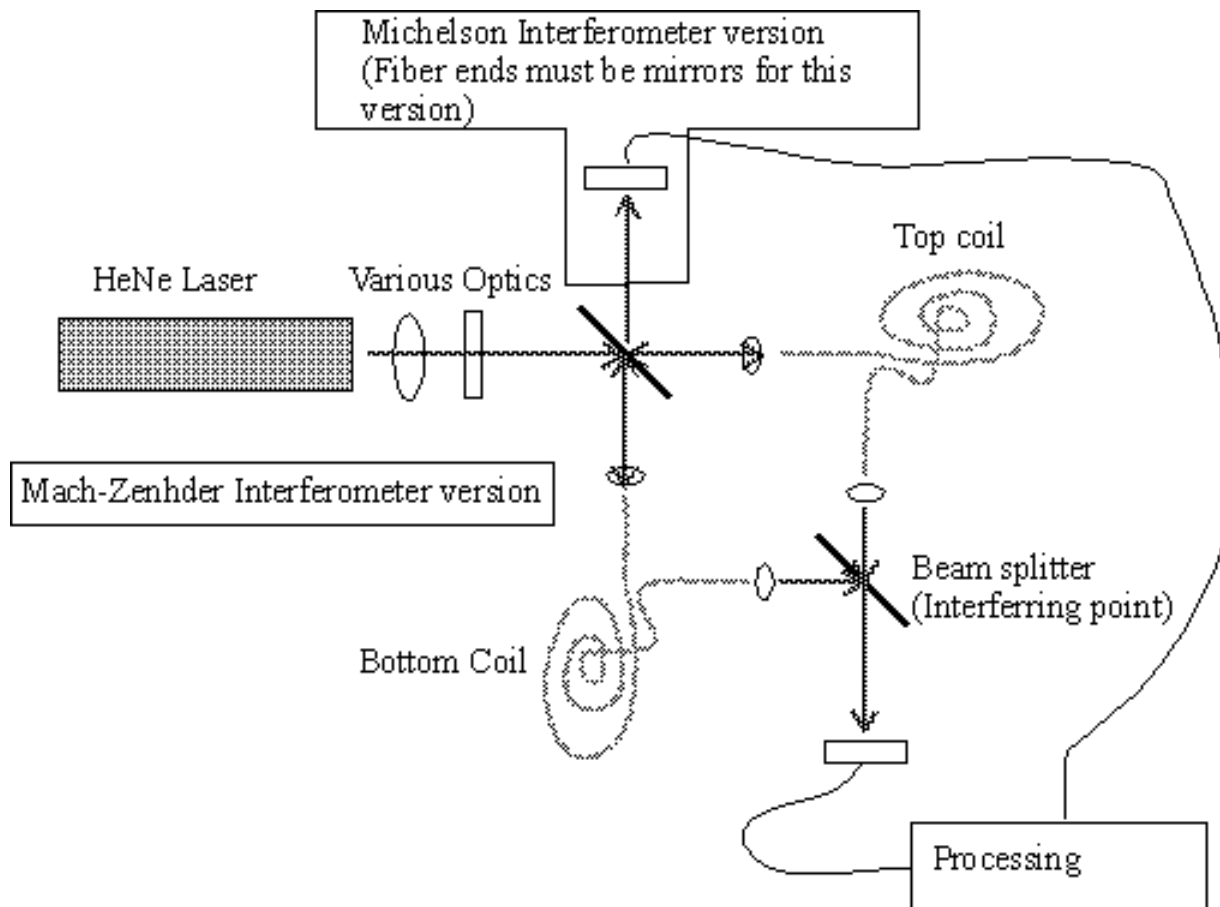 Michelson Interferometer version
(Fiber ends must be mirrors for this
version)
Top coil
HeNe Laser
Various Optics
Mach-Zenhder Interferometer version
Beam splitter
(Interferring point)
Bottom Coil
Processing